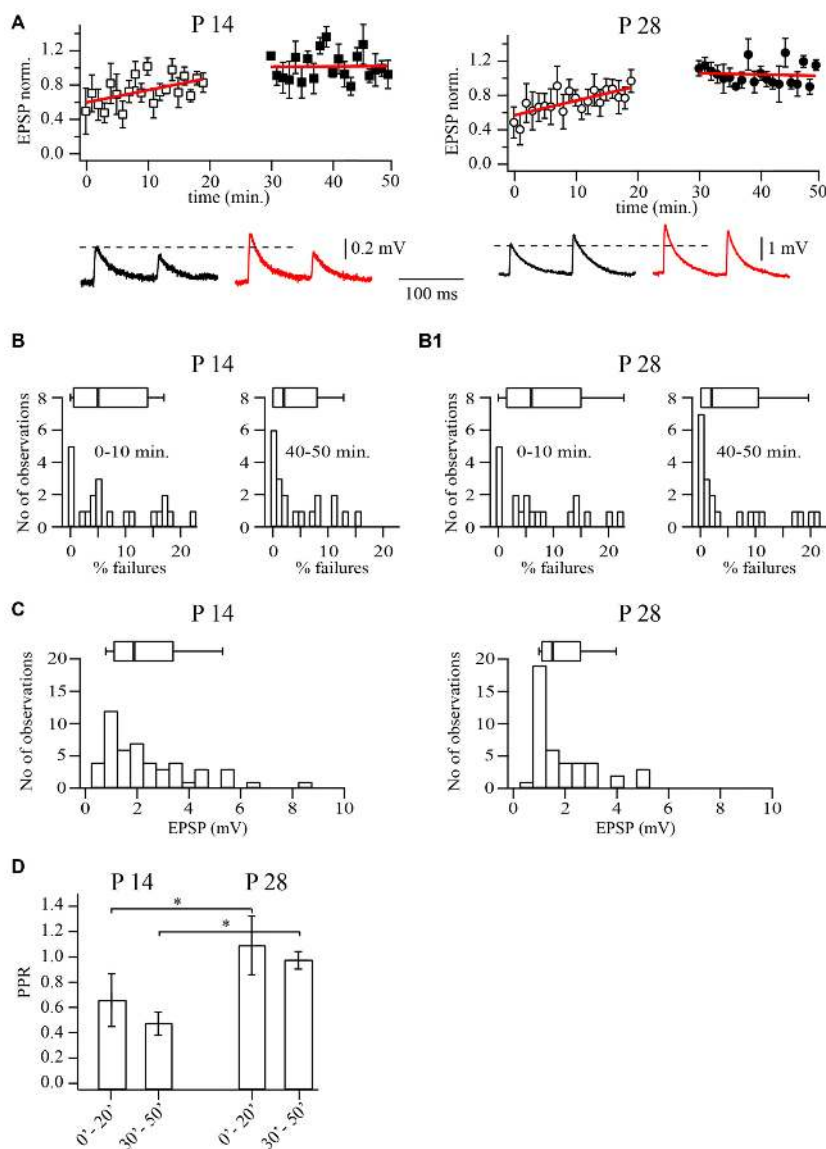 A
P 14
P 28
EPSP norm.
1.2
0.8
0.4
0.0
0
10
20
30
40
50
time (min.)
EPSP norm.
1.2
0.8
0.4
0.0
0
10
20
30
40
50
time (min.)
0.2 mV
100 ms
1 mV
B
P 14
B1
P 28
No of observations
8
6
4
2
0
0-10 min.
0
10
20
% failures
8
6
4
2
0
40-50 min.
0
10
20
% failures
No of observations
8
6
4
2
0
0-10 min.
0
10
20
% failures
8
6
4
2
0
40-50 min.
0
10
20
% failures
C
P 14
P 28
No of observations
20
15
10
5
0
0
2
4
6
8
10
EPSP (mV)
No of observations
20
15
10
5
0
0
2
4
6
8
10
EPSP (mV)
D
P 14
P 28
PPR
1.4
1.2
1.0
0.8
0.6
0.4
0.2
0.0
*
*
0'- 20'
30'- 50'
0'- 20'
30'- 50'